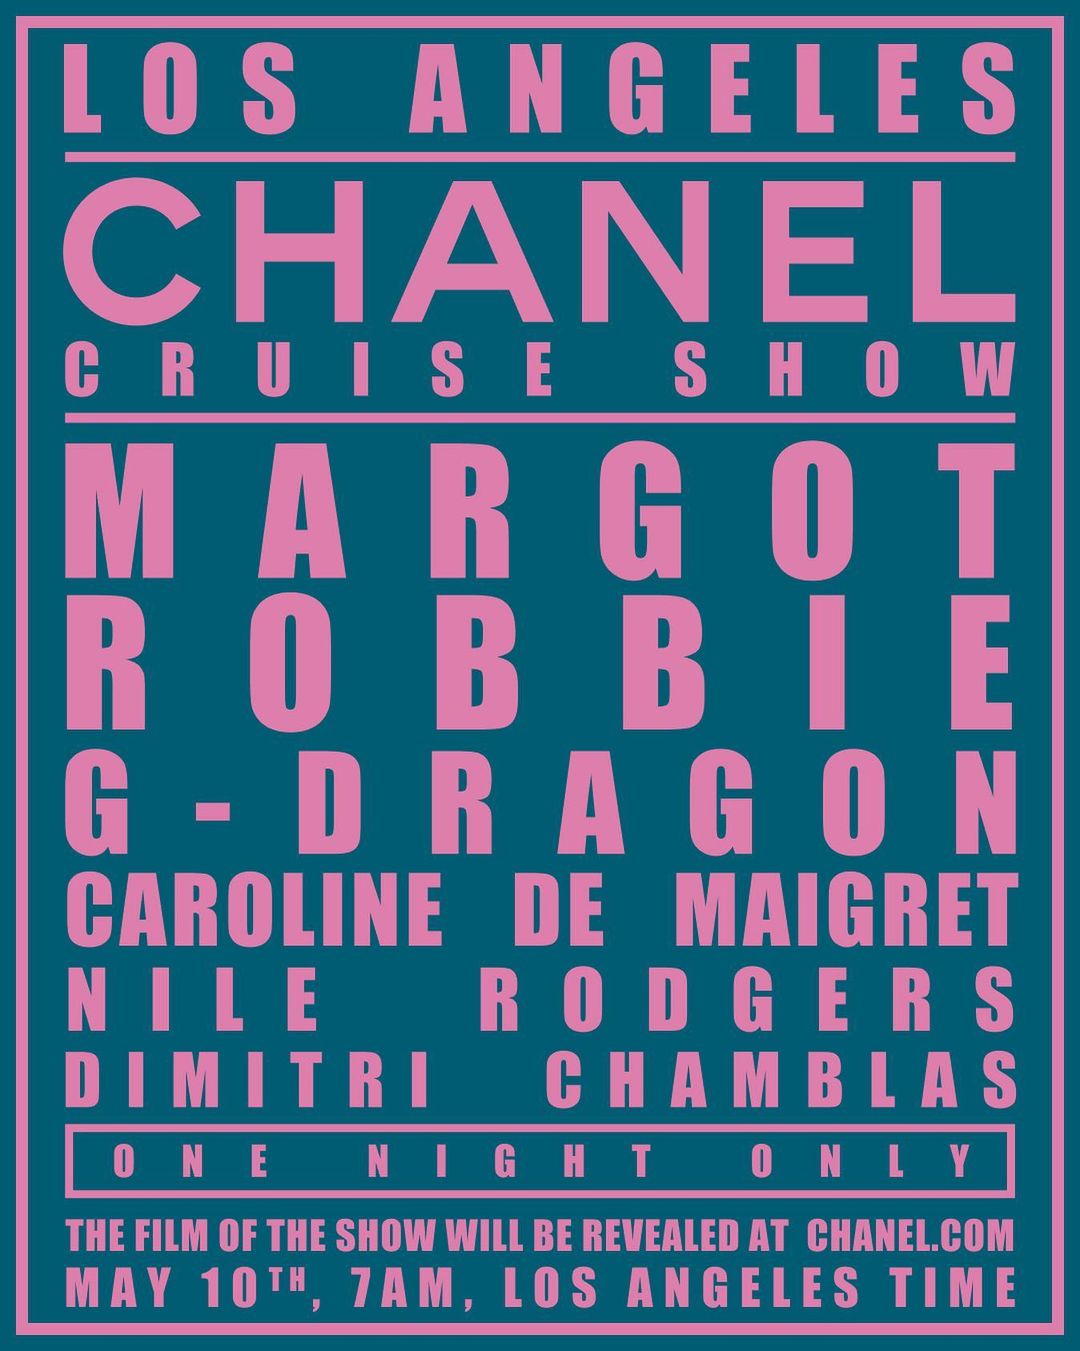 LOS ANGELES
CHANEL
CRUISE SHOW
MARGOT
ROBBIE
G-DRAGON
CAROLINE DE MAIGRET
NILE RODGERS
DIMITRI CHAMBLAS
ONE NIGHT ONLY
THE FILM OF THE SHOW WILL BE REVEALED AT CHANEL.COM
MAY 10TH, 7AM, LOS ANGELES TIME